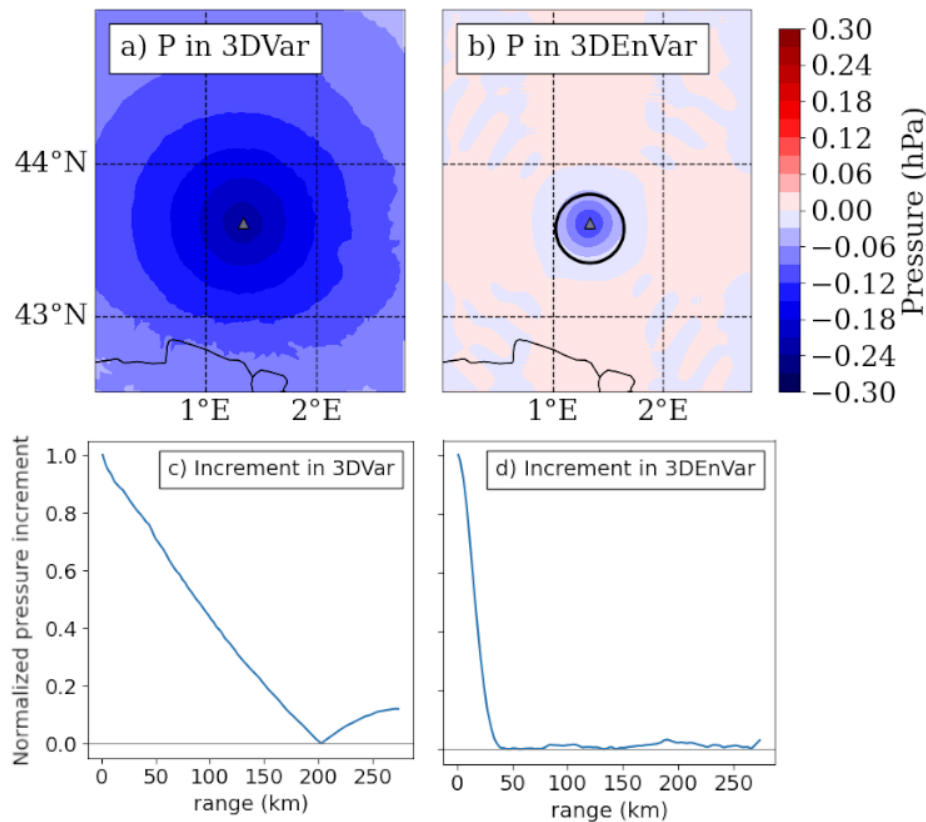 a) P in 3DVar
b) P in 3DEnVar
44°N
43°N
1°E 2°E
1°E 2°E
0.30
0.24
0.18
0.12
0.06
0.00
−0.06
−0.12
−0.18
−0.24
−0.30
Pressure (hPa)
c) Increment in 3DVar
Normalized pressure increment
1.0
0.8
0.6
0.4
0.2
0.0
0 50 100 150 200 250
range (km)
d) Increment in 3DEnVar
0 50 100 150 200 250
range (km)